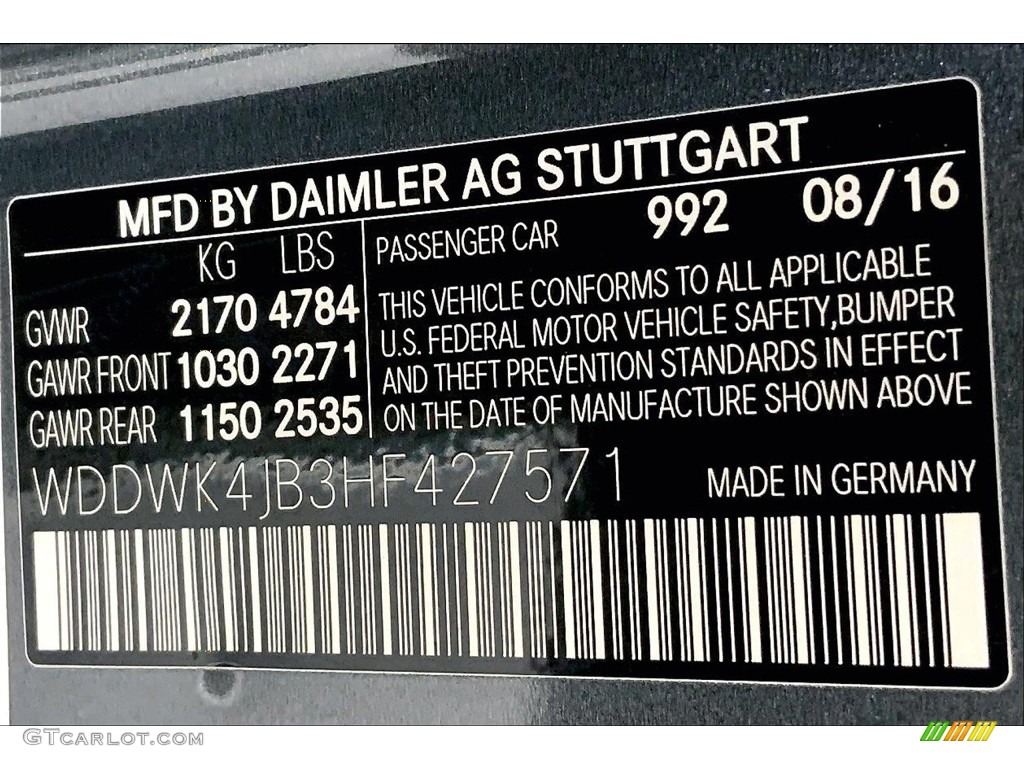 MFD BY DAIMLER AG STUTTGART
KG LBS
GVWR 2170 4784
GAWR FRONT 1030 2271
GAWR REAR 1150 2535
PASSENGER CAR 992 08/16
THIS VEHICLE CONFORMS TO ALL APPLICABLE
U.S. FEDERAL MOTOR VEHICLE SAFETY,BUMPER
AND THEFT PREVENTION STANDARDS IN EFFECT
ON THE DATE OF MANUFACTURE SHOWN ABOVE
WDDWK4JB3HF427571 MADE IN GERMANY
GTCARLOT.COM